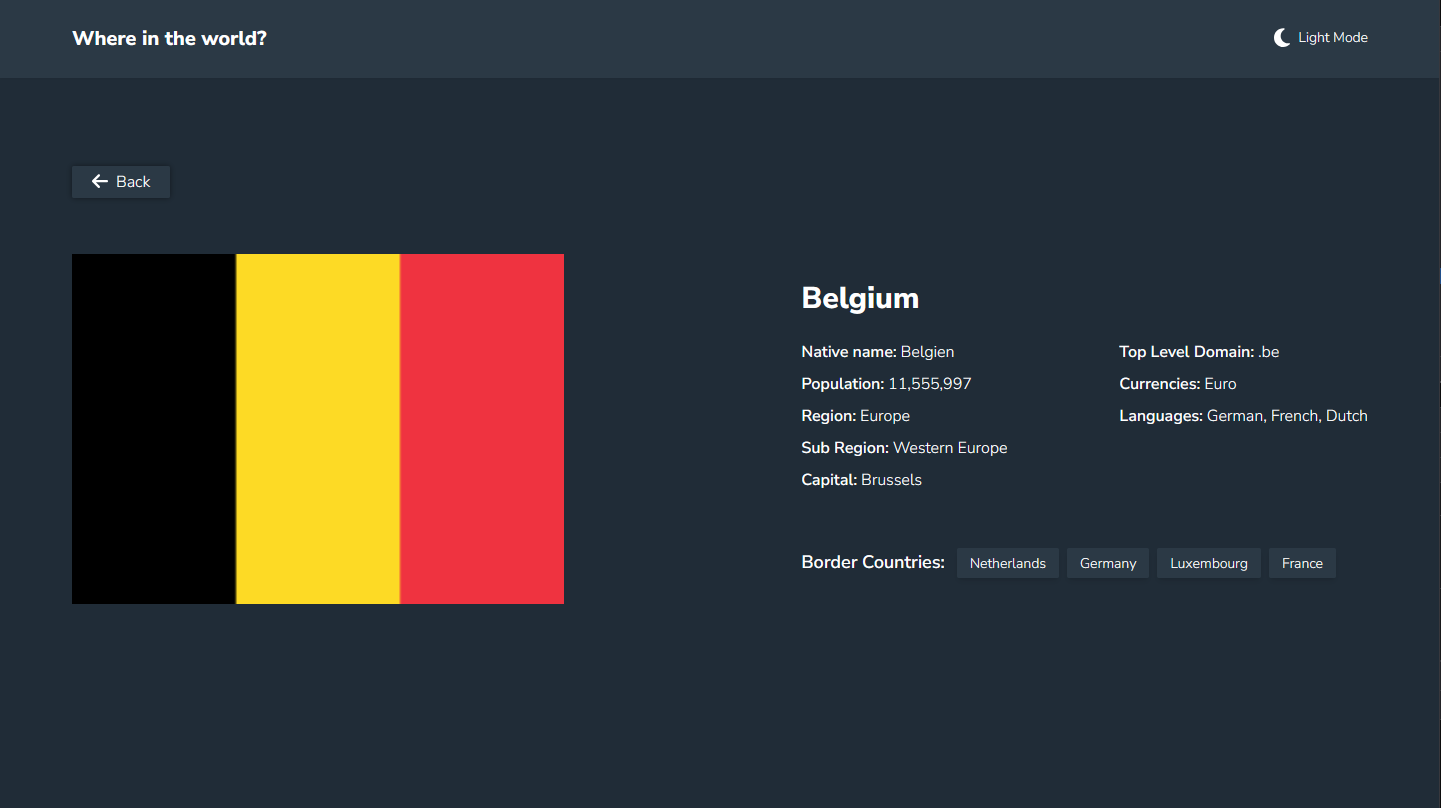 Where in the world?
Light Mode
Back
Belgium
Native name: Belgien
Population: 11,555,997
Region: Europe
Sub Region: Western Europe
Capital: Brussels
Top Level Domain: .be
Currencies: Euro
Languages: German, French, Dutch
Border Countries: Netherlands Germany Luxembourg France